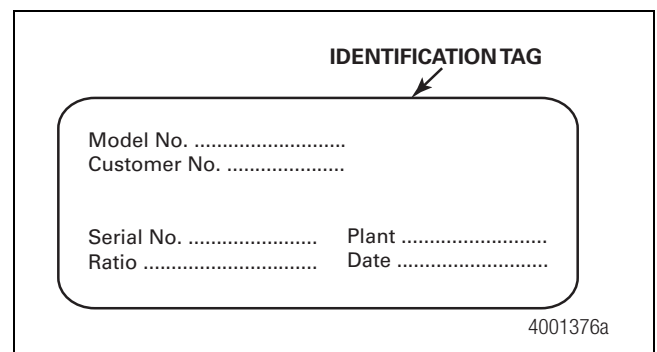 IDENTIFICATION TAG
Model No. ...........................
Customer No. .....................
Serial No. ....................... Plant ..........................
Ratio ............................... Date ...........................
4001376a